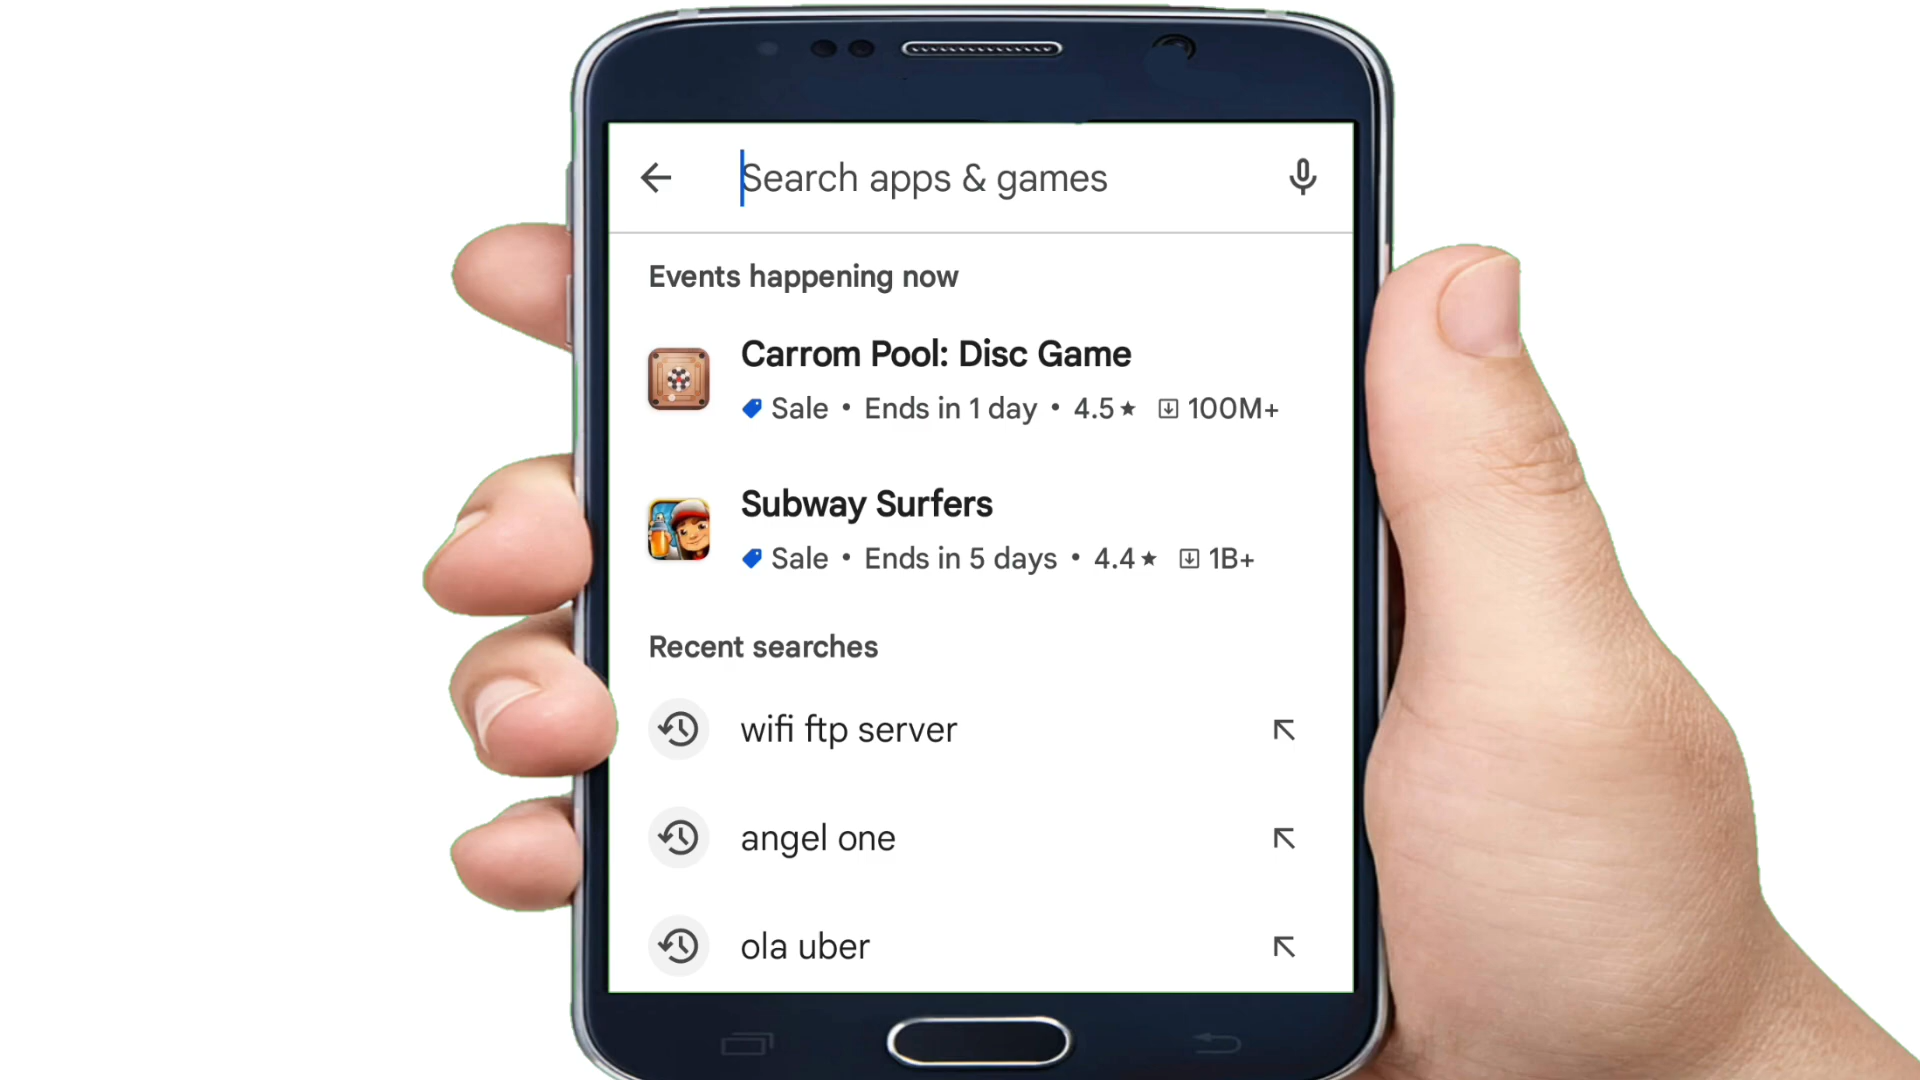 Search apps & games
Events happening now
Carrom Pool: Disc Game
Sale • Ends in 1 day • 4.5★ 100M+
Subway Surfers
Sale • Ends in 5 days • 4.4★ 1B+
Recent searches
wifi ftp server
angel one
ola uber